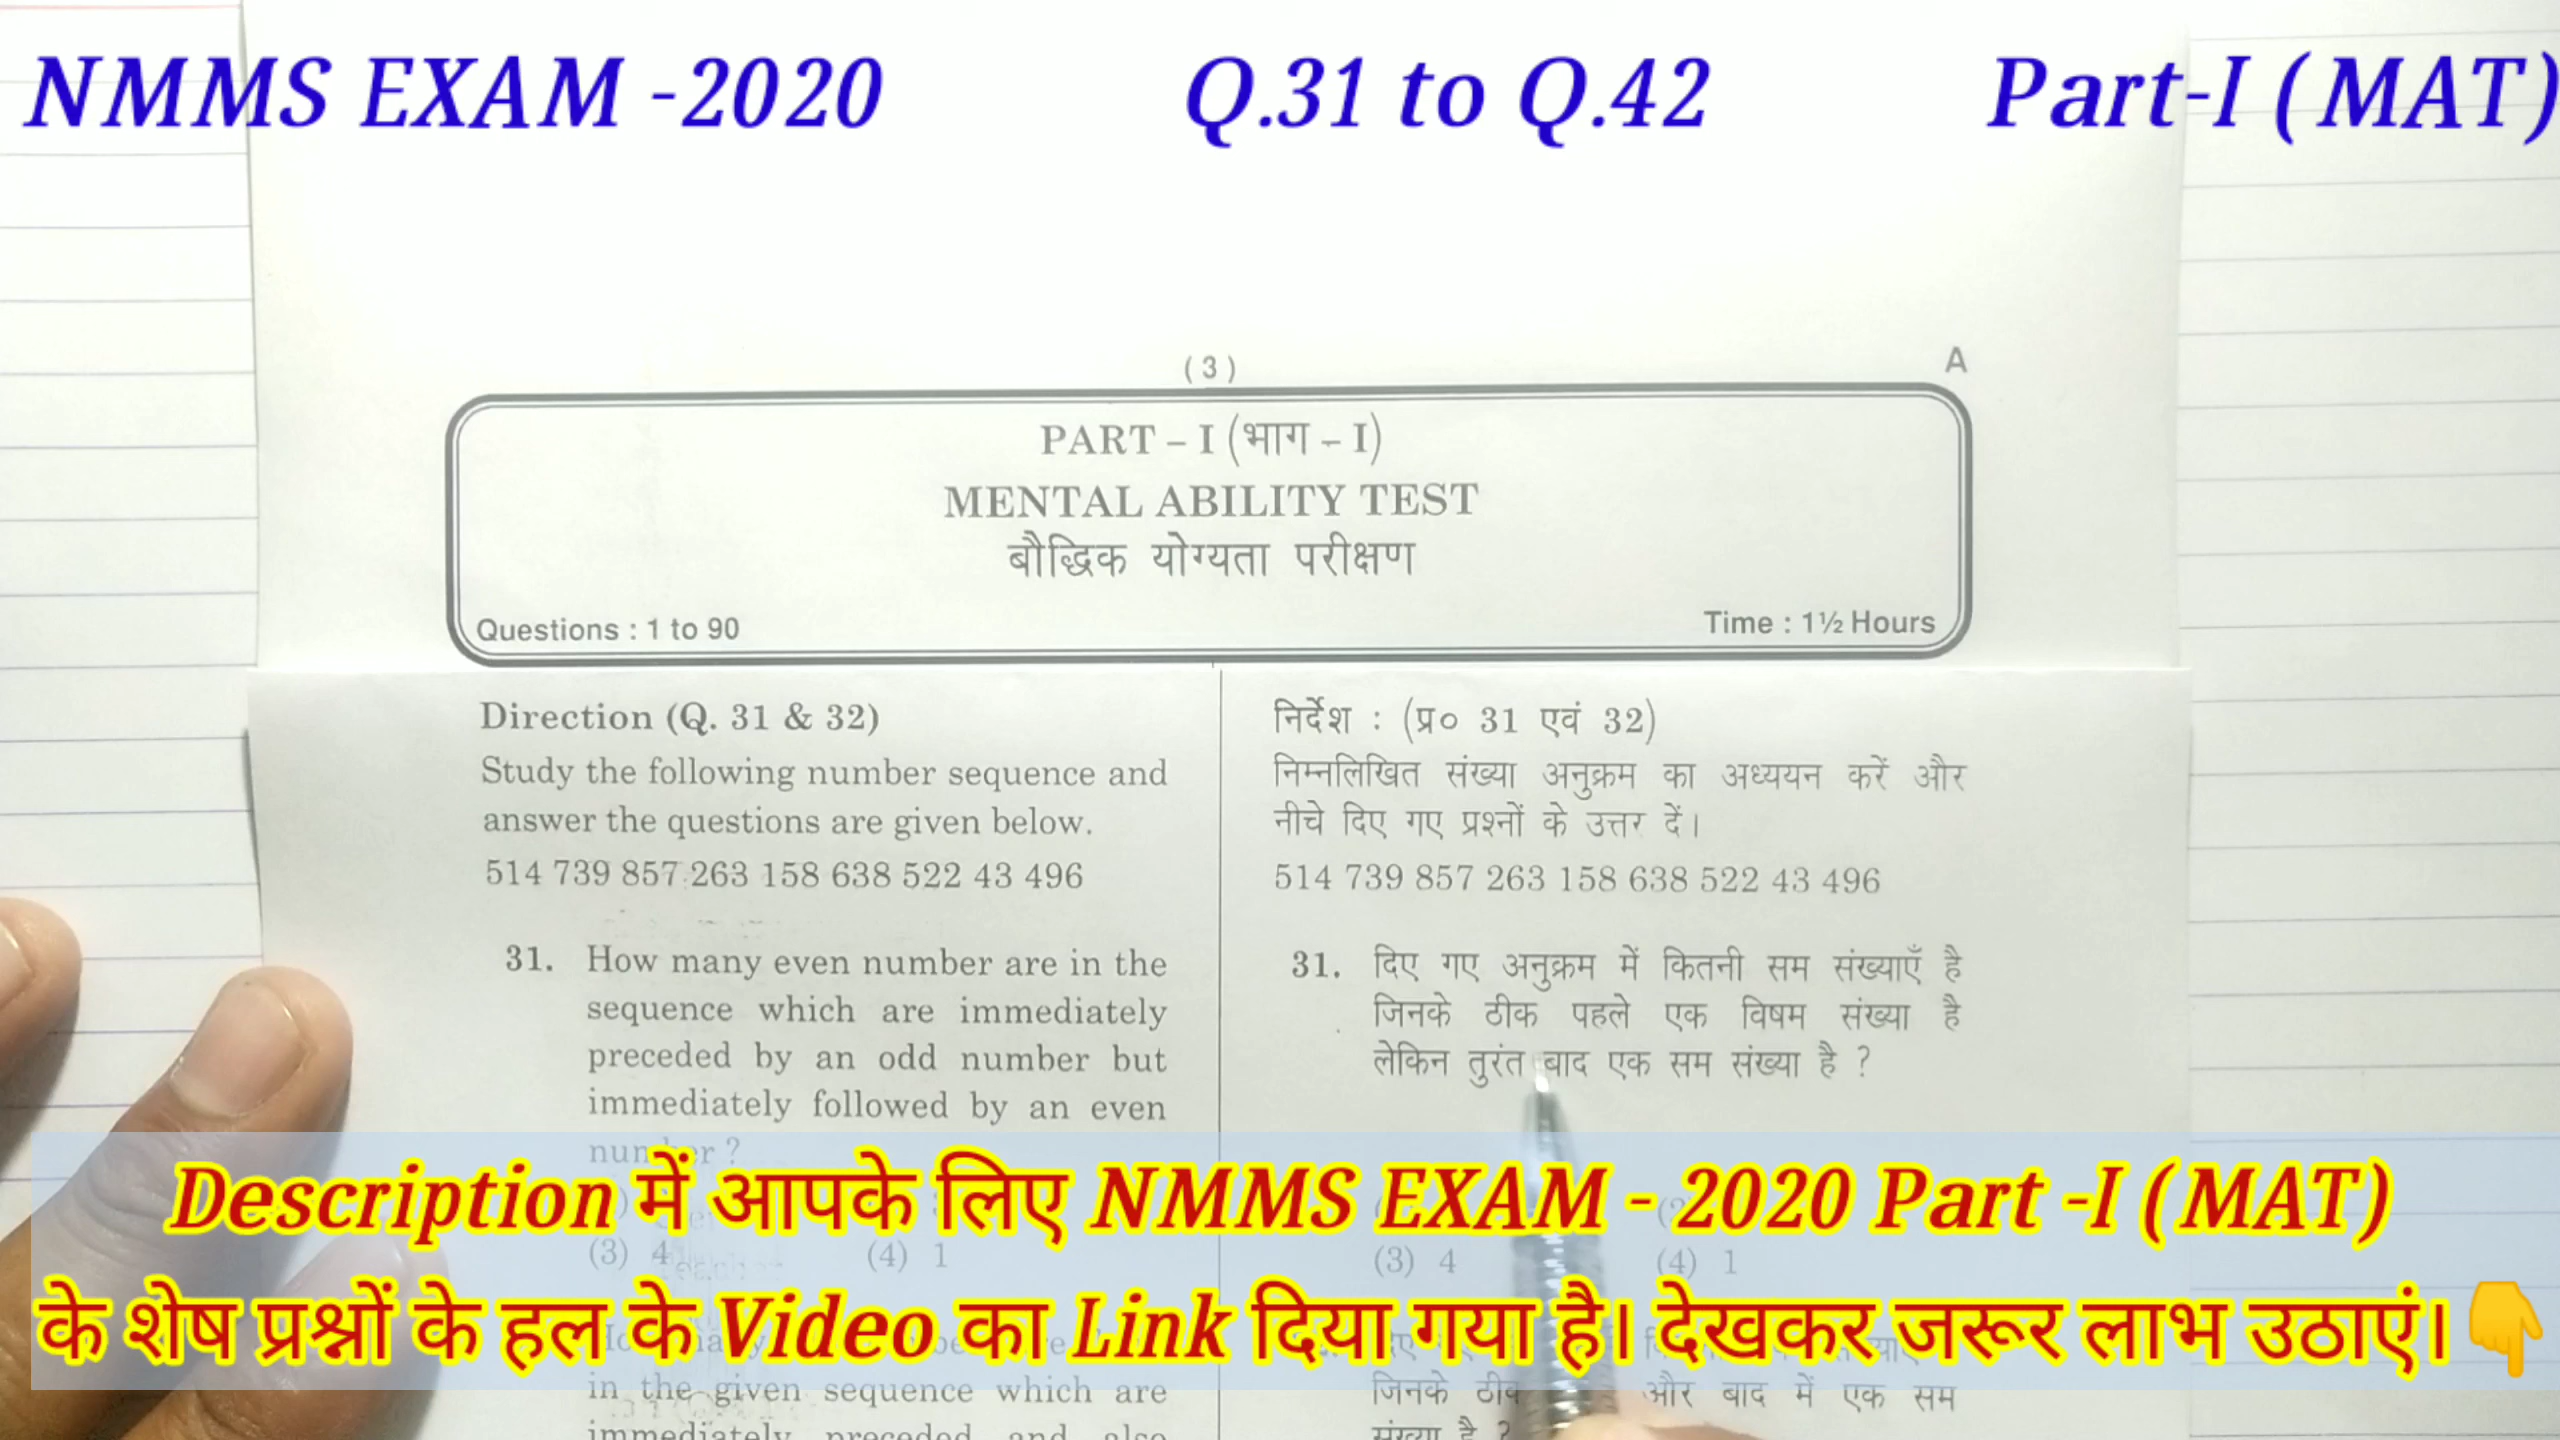 NMMS EXAM -2020 Q.31 to Q.42 Part-I (MAT)
(3) A
PART – I (भाग – I)
MENTAL ABILITY TEST
बौद्धिक योग्यता परीक्षण
Questions : 1 to 90 Time : 1½ Hours
Direction (Q. 31 & 32)
Study the following number sequence and
answer the questions are given below.
514 739 857 263 158 638 522 43 496
31. How many even number are in the
sequence which are immediately
preceded by an odd number but
immediately followed by an even
(3) 4 (4) 1
in the given sequence which are
immediately preceded and also
निर्देश : (प्र० 31 एवं 32)
निम्नलिखित संख्या अनुक्रम का अध्ययन करें और
नीचे दिए गए प्रश्नों के उत्तर दें।
514 739 857 263 158 638 522 43 496
31. दिए गए अनुक्रम में कितनी सम संख्याएँ है
जिनके ठीक पहले एक विषम संख्या है
लेकिन तुरंत बाद एक सम संख्या है ?
(3) 4 (4) 1
जिनके ठीक और बाद में एक सम
संख्या है ?
Description में आपके लिए NMMS EXAM - 2020 Part -I (MAT)
के शेष प्रश्नों के हल के Video का Link दिया गया है। देखकर जरूर लाभ उठाएं।👇